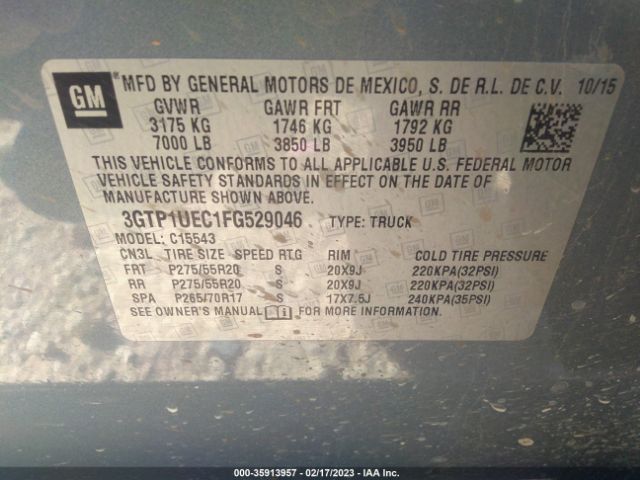 GM MFD BY GENERAL MOTORS DE MEXICO, S. DE R.L. DE C.V. 10/15
GVWR GAWR FRT GAWR RR
3175 KG 1746 KG 1792 KG
7000 LB 3850 LB 3950 LB
THIS VEHICLE CONFORMS TO ALL APPLICABLE U.S. FEDERAL MOTOR
VEHICLE SAFETY STANDARDS IN EFFECT ON THE DATE OF
MANUFACTURE SHOWN ABOVE.
3GTP1UEC1FG529046 TYPE: TRUCK
MODEL: C15543
CN3L TIRE SIZE SPEED RTG RIM COLD TIRE PRESSURE
FRT P275/55R20 S 20X9J 220KPA(32PSI)
RR P275/55R20 S 20X9J 220KPA(32PSI)
SPA P265/70R17 S 17X7.5J 240KPA(35PSI)
SEE OWNER'S MANUAL FOR MORE INFORMATION.
000-35913957 - 02/17/2023 - IAAI.com